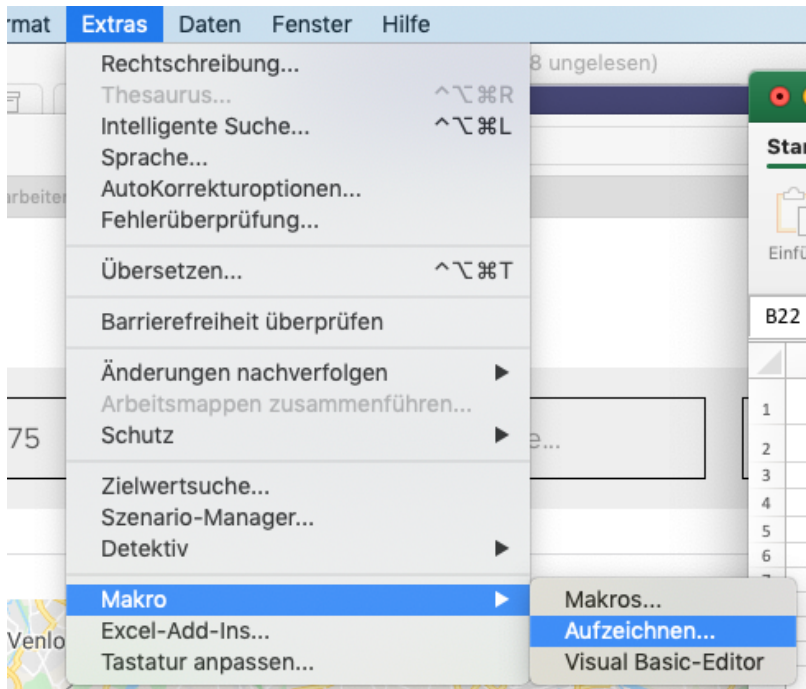 Extras Daten Fenster Hilfe
Rechtschreibung...
8 ungelesen)
Thesaurus... ^⌥⌘R
Intelligente Suche... ^⌥⌘L
Sprache...
AutoKorrekturoptionen...
Fehlerüberprüfung...
Übersetzen... ^⌥⌘T
Barrierefreiheit überprüfen
Änderungen nachverfolgen
Arbeitsmappen zusammenführen...
75
Schutz
Zielwertsuche...
Szenario-Manager...
Detektiv
Makro
Excel-Add-Ins...
Tastatur anpassen...
Venlo
Makros...
Aufzeichnen...
Visual Basic-Editor
B22
1
2
3
4
5
6